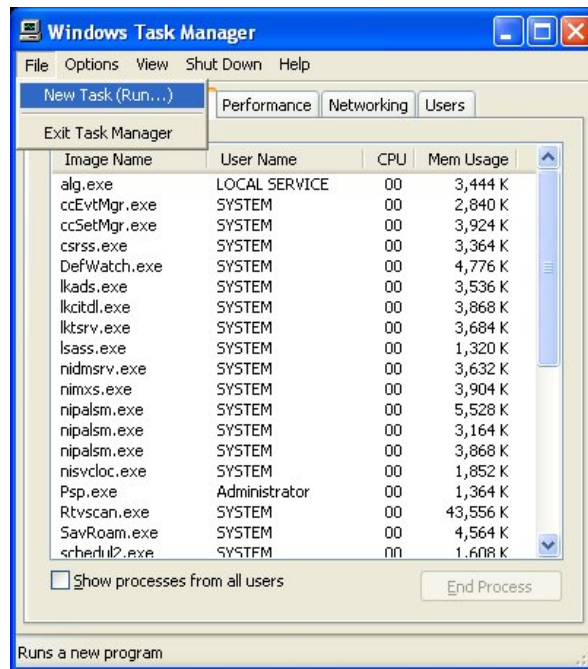 Windows Task Manager
File Options View Shut Down Help
New Task (Run...)
Exit Task Manager
Performance Networking Users
Image Name User Name CPU Mem Usage
alg.exe LOCAL SERVICE 00 3,444 K
ccEvtMgr.exe SYSTEM 00 2,840 K
ccSetMgr.exe SYSTEM 00 3,924 K
csrss.exe SYSTEM 00 3,364 K
DefWatch.exe SYSTEM 00 4,776 K
lkads.exe SYSTEM 00 3,536 K
lkcitdl.exe SYSTEM 00 3,868 K
lktsrv.exe SYSTEM 00 3,684 K
lsass.exe SYSTEM 00 1,320 K
nidmsrv.exe SYSTEM 00 3,632 K
nimxs.exe SYSTEM 00 3,904 K
nipalsm.exe SYSTEM 00 5,528 K
nipalsm.exe SYSTEM 00 3,164 K
nipalsm.exe SYSTEM 00 3,868 K
nisvcloc.exe SYSTEM 00 1,852 K
Psp.exe Administrator 00 1,364 K
Rtvscan.exe SYSTEM 00 43,556 K
SavRoam.exe SYSTEM 00 4,564 K
schedul2.exe SYSTEM 00 1,608 K
Show processes from all users
End Process
Runs a new program